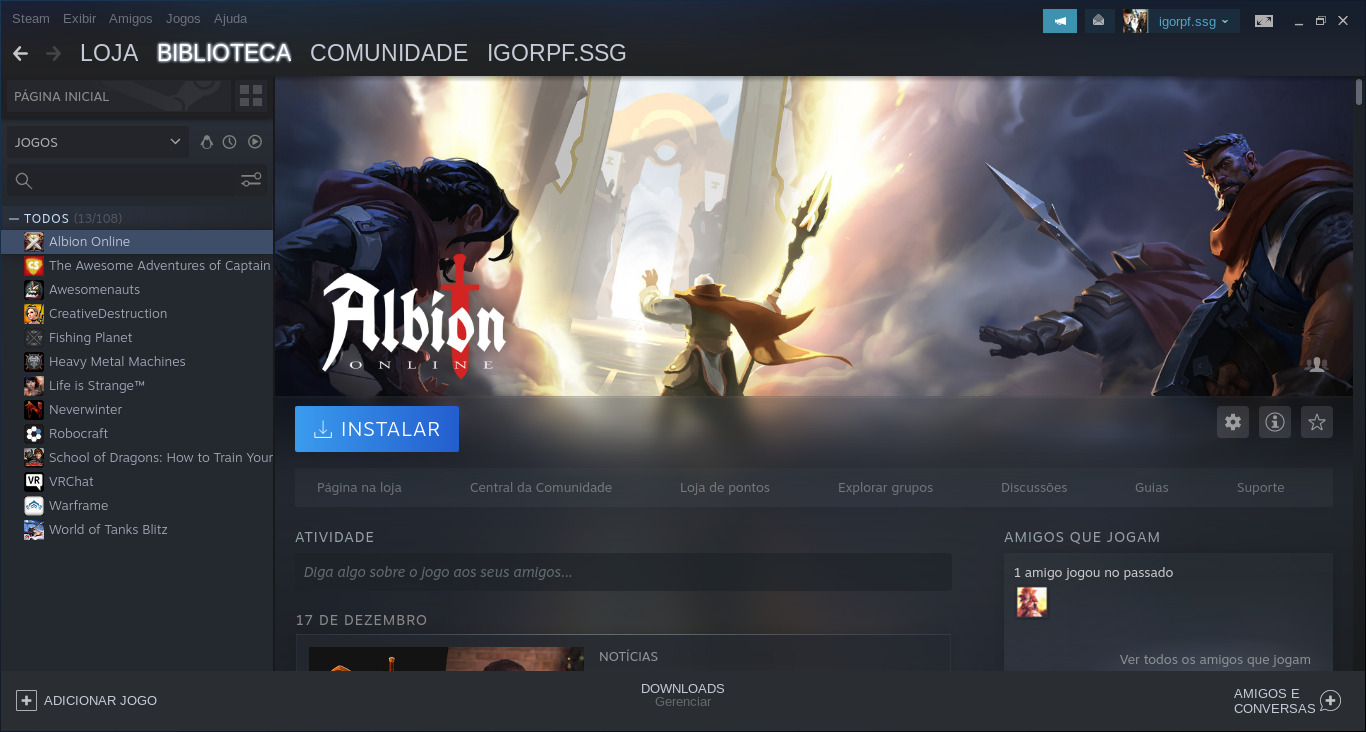 Steam Exibir Amigos Jogos Ajuda
igorpf.ssg
LOJA BIBLIOTECA COMUNIDADE IGORPF.SSG
PÁGINA INICIAL
JOGOS
TODOS (13/108)
Albion Online
The Awesome Adventures of Captain
Awesomenauts
CreativeDestruction
Fishing Planet
Heavy Metal Machines
Life is Strange™
Neverwinter
Robocraft
School of Dragons: How to Train Your
VR VRChat
Warframe
World of Tanks Blitz
Albion
ONLINE
INSTALAR
Página na loja Central da Comunidade Loja de pontos Explorar grupos Discussões Guias Suporte
ATIVIDADE
Diga algo sobre o jogo aos seus amigos...
17 DE DEZEMBRO
NOTÍCIAS
AMIGOS QUE JOGAM
1 amigo jogou no passado
Ver todos os amigos que jogam
ADICIONAR JOGO
DOWNLOADS
Gerenciar
AMIGOS E
CONVERSAS